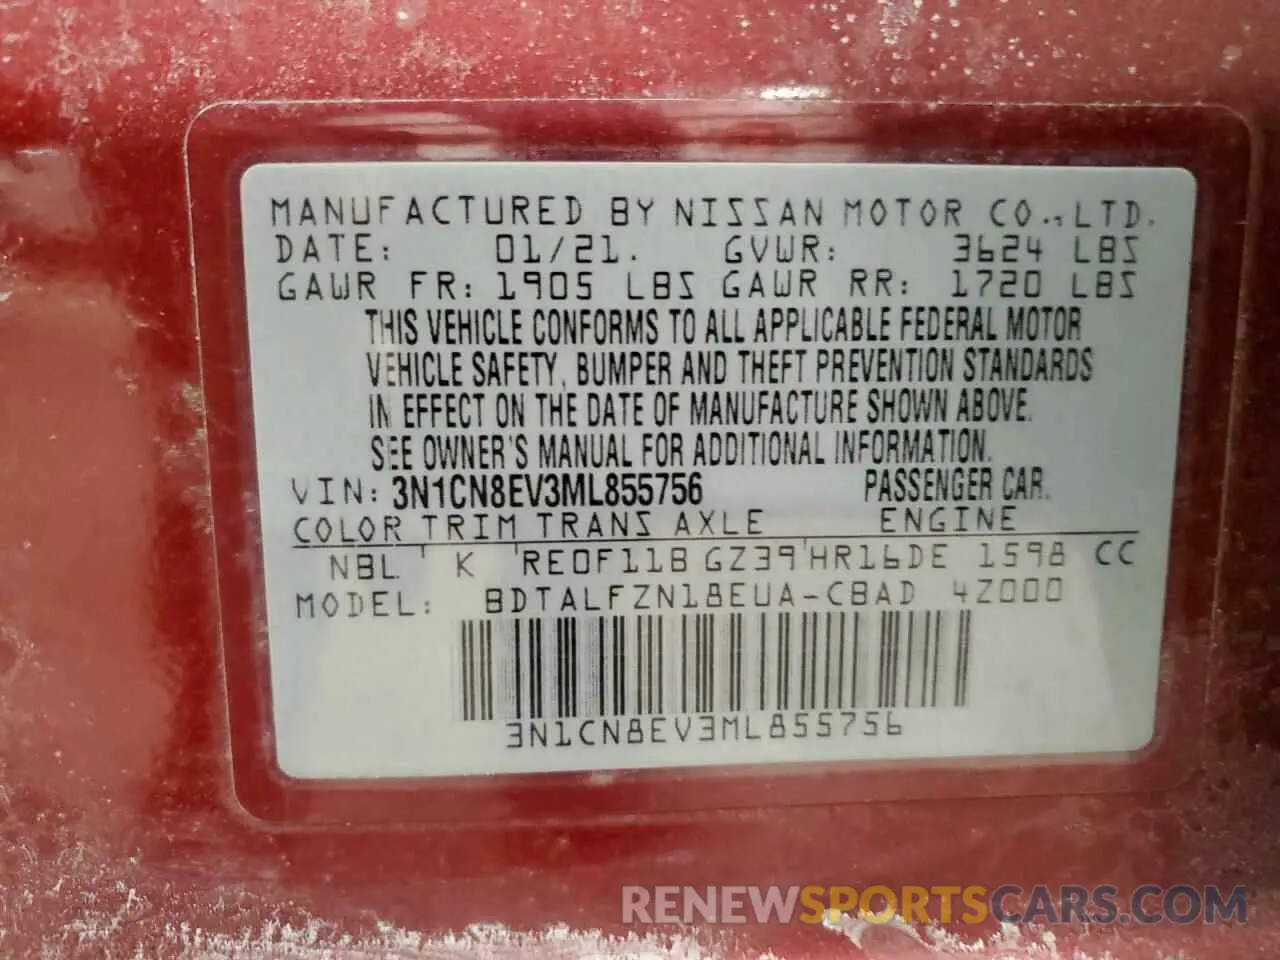 MANUFACTURED BY NISSAN MOTOR CO., LTD.
DATE: 01/21. GVWR: 3624 LBS
GAWR FR: 1905 LBS GAWR RR: 1720 LBS
THIS VEHICLE CONFORMS TO ALL APPLICABLE FEDERAL MOTOR
VEHICLE SAFETY, BUMPER AND THEFT PREVENTION STANDARDS
IN EFFECT ON THE DATE OF MANUFACTURE SHOWN ABOVE.
SEE OWNER'S MANUAL FOR ADDITIONAL INFORMATION.
VIN: 3N1CN8EV3ML855756 PASSENGER CAR.
COLOR TRIM TRANS AXLE ENGINE
NBL ' K 'RE0F11B GZ39'HR16DE 1598 CC
MODEL: BDTALFZN18EUA-CBAD 4Z000
3N1CN8EV3ML855756
RENEWSPORTSCARS.COM